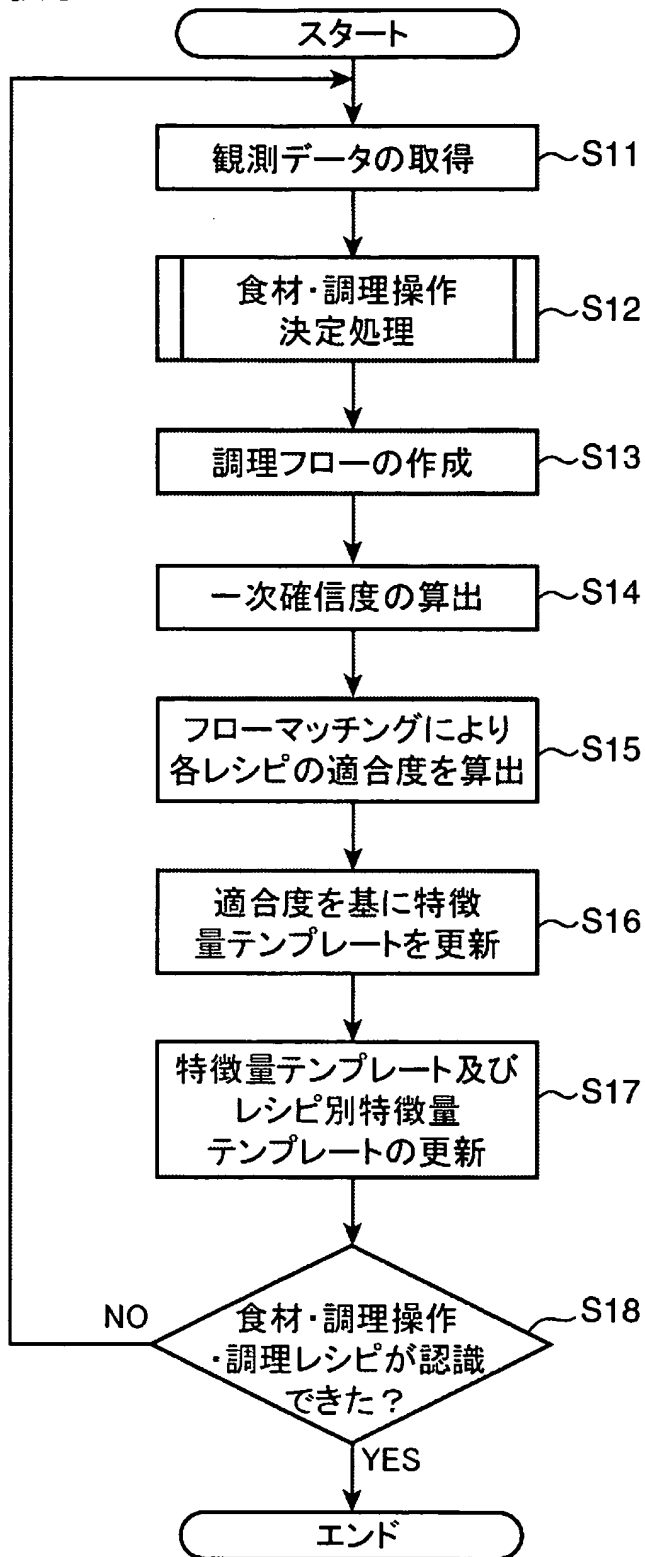 スタート
観測データの取得
S11
食材・調理操作
決定処理
S12
調理フローの作成
S13
一次確信度の算出
S14
フローマッチングにより
各レシピの適合度を算出
S15
適合度を基に特徴
量テンプレートを更新
S16
特徴量テンプレート及び
レシピ別特徴量
テンプレートの更新
S17
NO
食材・調理操作
・調理レシピが認識
できた?
S18
YES
エンド